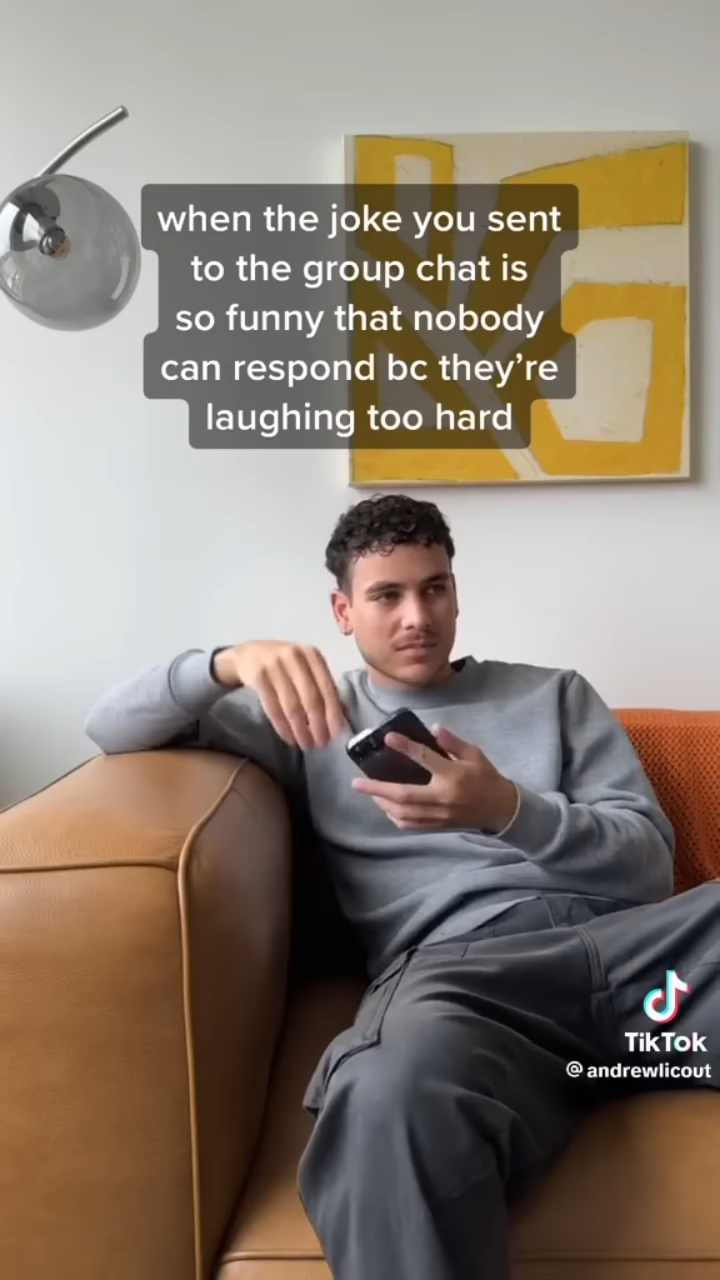 when the joke you sent
to the group chat is
so funny that nobody
can respond bc they’re
laughing too hard
TikTok
@andrewlicout